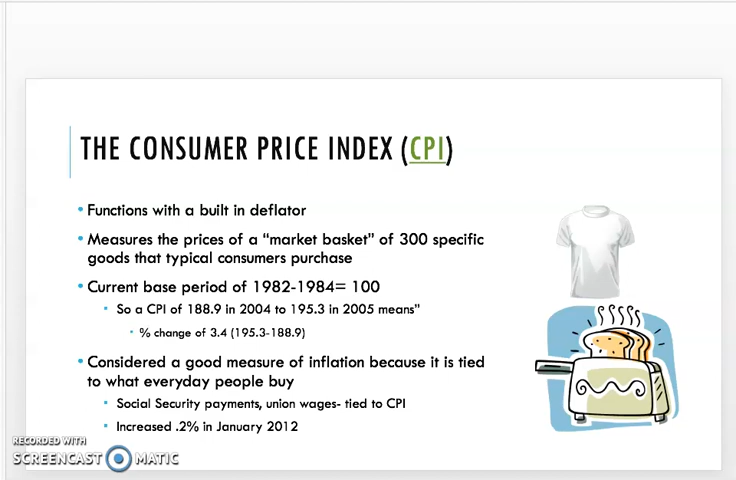 THE CONSUMER PRICE INDEX (CPI)
• Functions with a built in deflator
• Measures the prices of a “market basket” of 300 specific
goods that typical consumers purchase
• Current base period of 1982-1984= 100
• So a CPI of 188.9 in 2004 to 195.3 in 2005 means”
• % change of 3.4 (195.3-188.9)
• Considered a good measure of inflation because it is tied
to what everyday people buy
• Social Security payments, union wages- tied to CPI
• Increased .2% in January 2012
RECORDED WITH
SCREENCAST MATIC